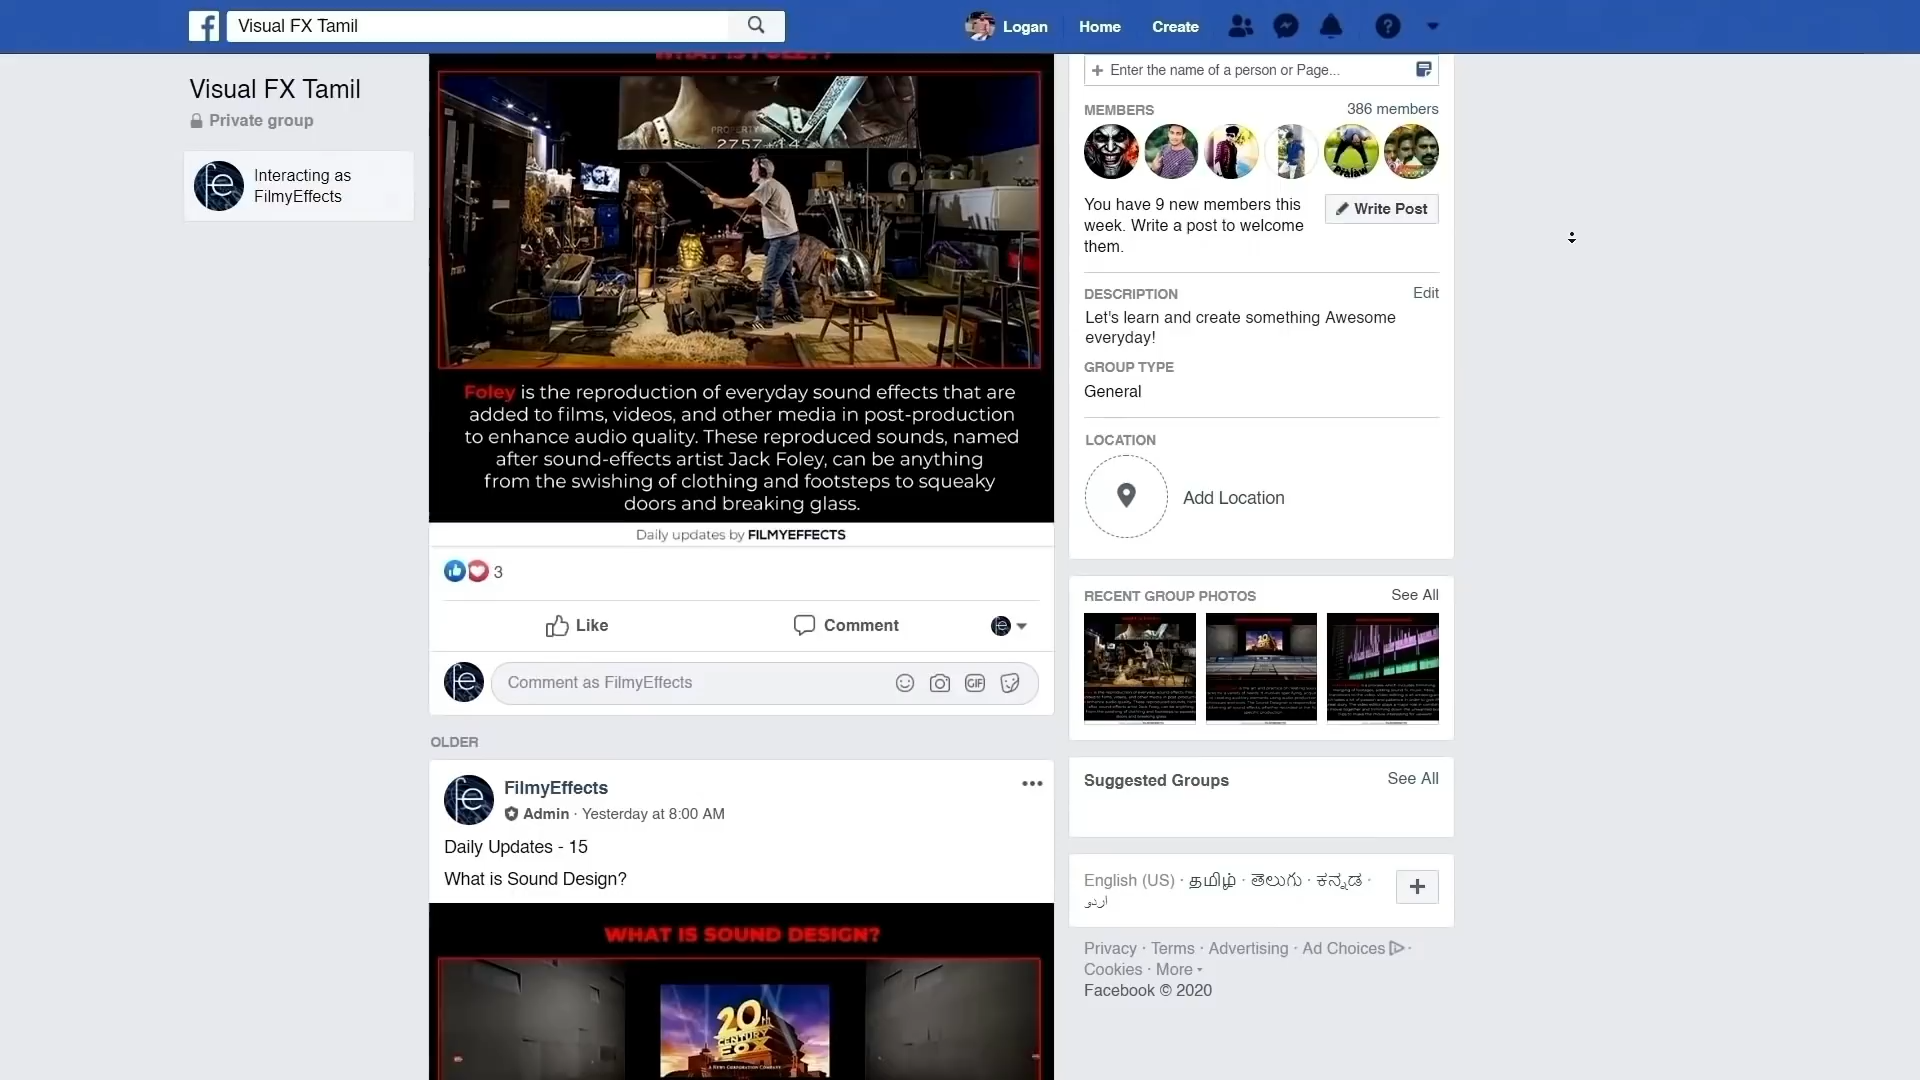 Visual FX Tamil
Logan
Home
Create
Visual FX Tamil
Private group
Interacting as
FilmyEffects
WHAT IS FOLEY?
PROPERTY
2757+14
Foley is the reproduction of everyday sound effects that are
added to films, videos, and other media in post-production
to enhance audio quality. These reproduced sounds, named
after sound-effects artist Jack Foley, can be anything
from the swishing of clothing and footsteps to squeaky
doors and breaking glass.
Daily updates by FILMYEFFECTS
3
Like
Comment
Comment as FilmyEffects
GIF
OLDER
FilmyEffects
Admin · Yesterday at 8:00 AM
Daily Updates - 15
What is Sound Design?
WHAT IS SOUND DESIGN?
20th
CENTURY
FOX
A NEWS CORPORATION COMPANY
+ Enter the name of a person or Page...
MEMBERS
386 members
You have 9 new members this
week. Write a post to welcome
them.
Write Post
DESCRIPTION
Edit
Let's learn and create something Awesome
everyday!
GROUP TYPE
General
LOCATION
Add Location
RECENT GROUP PHOTOS
See All
Suggested Groups
See All
English (US) · தமிழ் · తెలుగు · ಕನ್ನಡ ·
اردو
Privacy · Terms · Advertising · Ad Choices ·
Cookies · More
Facebook © 2020